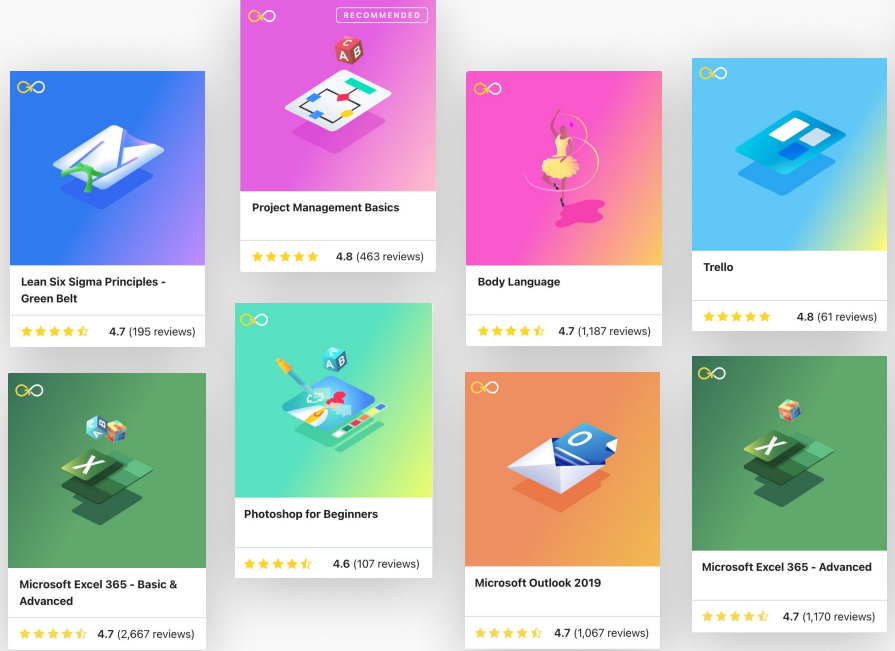 RECOMMENDED
C
A B
Project Management Basics
4.8 (463 reviews)
Lean Six Sigma Principles -
Green Belt
4.7 (195 reviews)
Body Language
4.7 (1,187 reviews)
Trello
4.8 (61 reviews)
A B
X
Microsoft Excel 365 - Basic &
Advanced
4.7 (2,667 reviews)
C
A B
Photoshop for Beginners
4.6 (107 reviews)
O
Microsoft Outlook 2019
4.7 (1,067 reviews)
X
Microsoft Excel 365 - Advanced
4.7 (1,170 reviews)